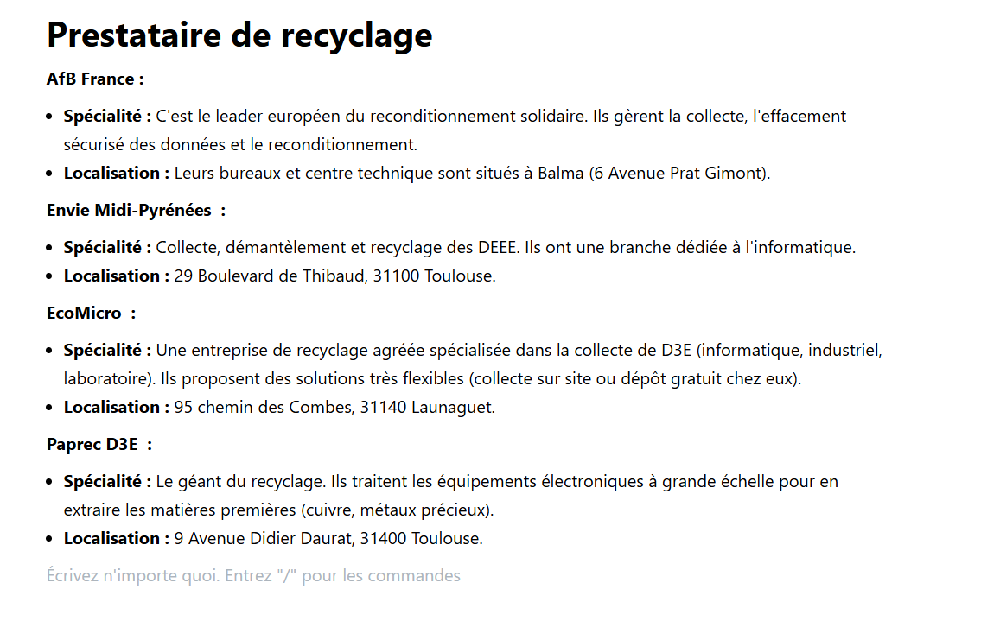 Prestataire de recyclage
AfB France :
• Spécialité : C'est le leader européen du reconditionnement solidaire. Ils gèrent la collecte, l'effacement
sécurisé des données et le reconditionnement.
• Localisation : Leurs bureaux et centre technique sont situés à Balma (6 Avenue Prat Gimont).
Envie Midi-Pyrénées  :
• Spécialité : Collecte, démantèlement et recyclage des DEEE. Ils ont une branche dédiée à l'informatique.
• Localisation : 29 Boulevard de Thibaud, 31100 Toulouse.
EcoMicro  :
• Spécialité : Une entreprise de recyclage agréée spécialisée dans la collecte de D3E (informatique, industriel,
laboratoire). Ils proposent des solutions très flexibles (collecte sur site ou dépôt gratuit chez eux).
• Localisation : 95 chemin des Combes, 31140 Launaguet.
Paprec D3E  :
• Spécialité : Le géant du recyclage. Ils traitent les équipements électroniques à grande échelle pour en
extraire les matières premières (cuivre, métaux précieux).
• Localisation : 9 Avenue Didier Daurat, 31400 Toulouse.
Écrivez n'importe quoi. Entrez "/" pour les commandes